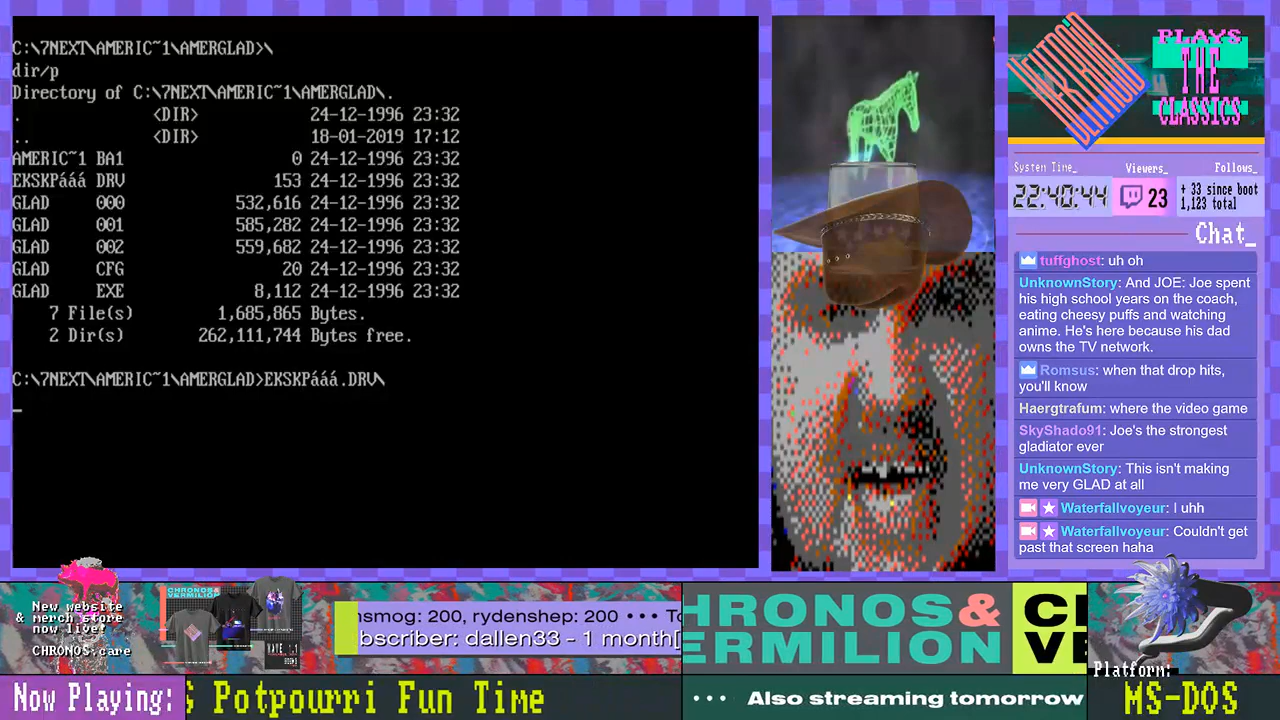 C:\7NEXT\AMERIC~1\AMERGLAD>\
dir/p
Directory of C:\7NEXT\AMERIC~1\AMERGLAD\.
. <DIR> 24-12-1996 23:32
.. <DIR> 18-01-2019 17:12
AMERIC~1 BA1 0 24-12-1996 23:32
EKSKPááá DRV 153 24-12-1996 23:32
GLAD 000 532,616 24-12-1996 23:32
GLAD 001 585,282 24-12-1996 23:32
GLAD 002 559,682 24-12-1996 23:32
GLAD CFG 20 24-12-1996 23:32
GLAD EXE 8,112 24-12-1996 23:32
7 File(s) 1,685,865 Bytes.
2 Dir(s) 262,111,744 Bytes free.
C:\7NEXT\AMERIC~1\AMERGLAD>EKSKPááá.DRV\
_
PLAYS
THE
CLASSICS
System Time_ Viewers_ Follows_
22:40:44 23 + 33 since boot
1,123 total
Chat_
tuffghost: uh oh
UnknownStory: And JOE: Joe spent
his high school years on the coach,
eating cheesy puffs and watching
anime. He's here because his dad
owns the TV network.
Romsus: when that drop hits,
you'll know
Haergtrafum: where the video game
SkyShado91: Joe's the strongest
gladiator ever
UnknownStory: This isn't making
me very GLAD at all
Waterfallvoyeur: I uhh
Waterfallvoyeur: Couldn't get
past that screen haha
New website
& merch store
now live!
CHRONOS.care
CHRONOS&
VERMILION
nsmog: 200, rydenshep: 200 ••• To
bscriber: dallen33 - 1 month[
HRONOS& CH
ERMILION VE
Now Playing: S Potpourri Fun Time
••• Also streaming tomorrow
Platform:
MS-DOS